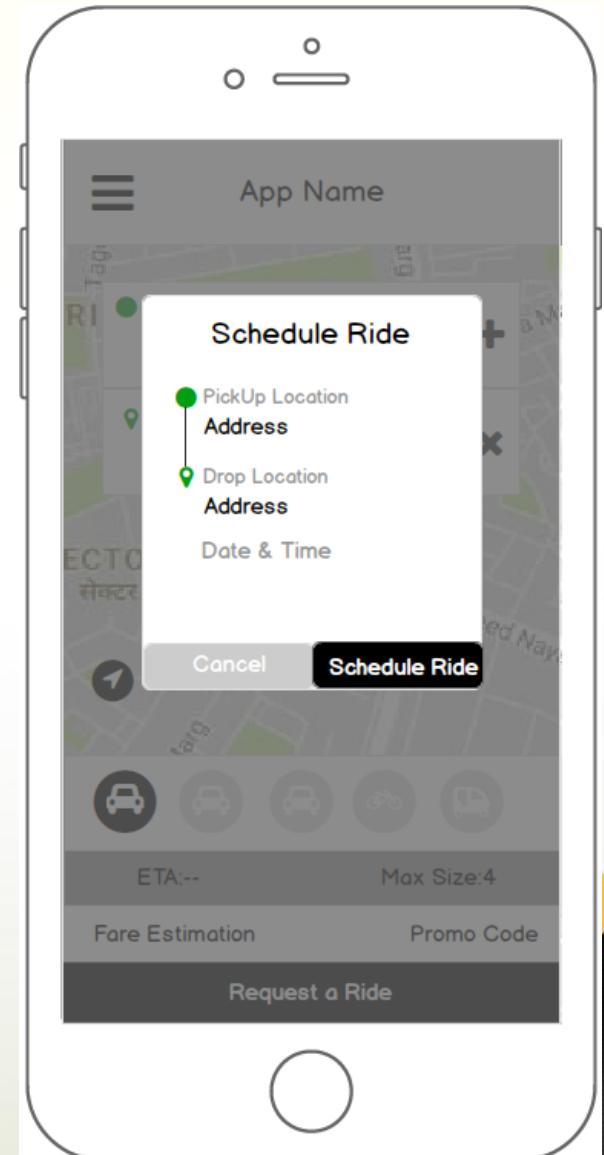 App Name
Schedule Ride
PickUp Location
Address
Drop Location
Address
Date & Time
सेक्टर
Cancel
Schedule Ride
ETA:--
Max Size:4
Fare Estimation
Promo Code
Request a Ride